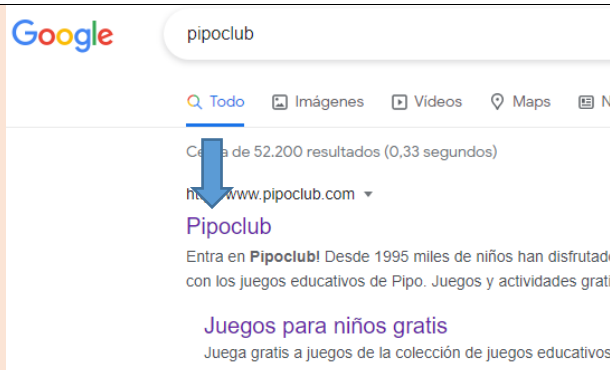 Google
pipoclub
Todo Imágenes Vídeos Maps N
de 52.200 resultados (0,33 segundos)
www.pipoclub.com
Pipoclub
Entra en Pipoclub! Desde 1995 miles de niños han disfrutad
con los juegos educativos de Pipo. Juegos y actividades grati
Juegos para niños gratis
Juega gratis a juegos de la colección de juegos educativos